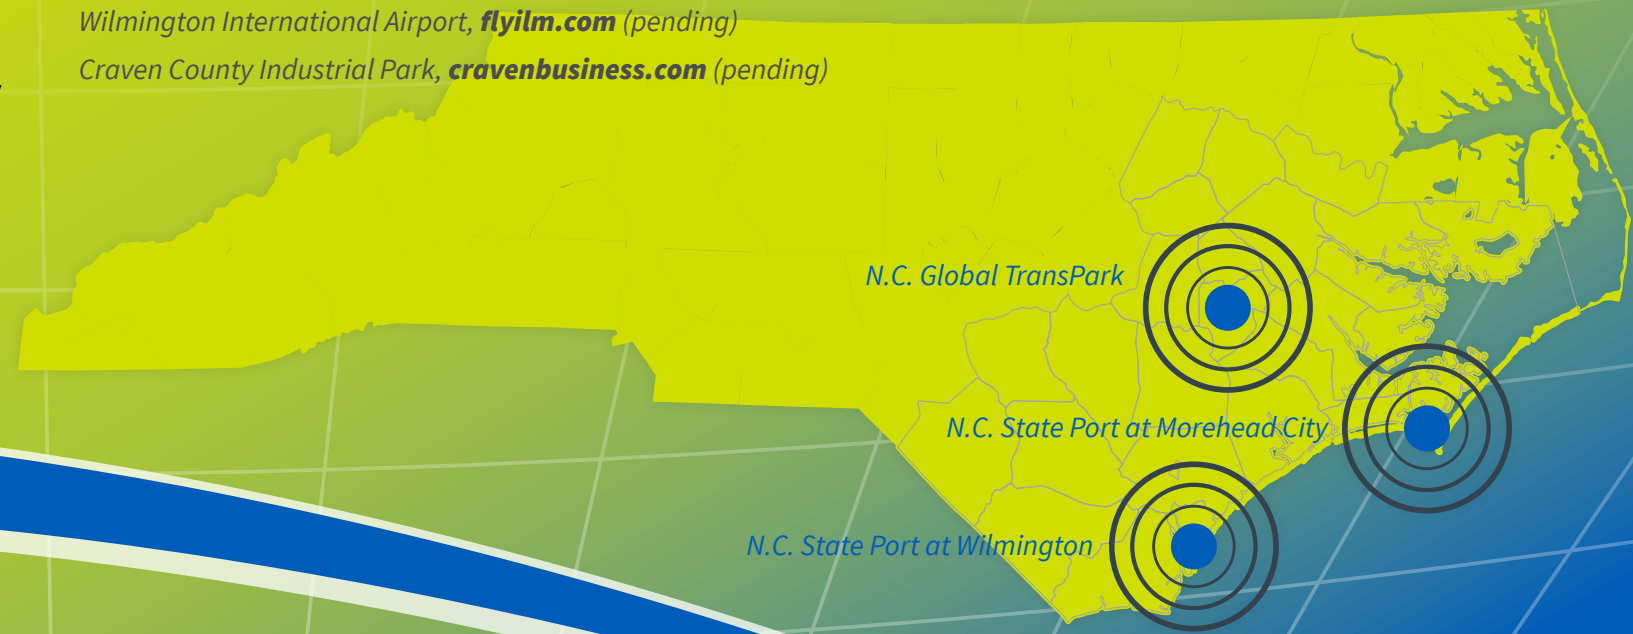 Wilmington International Airport, flyilm.com (pending)
Craven County Industrial Park, cravenbusiness.com (pending)
N.C. Global TransPark
N.C. State Port at Morehead City
N.C. State Port at Wilmington